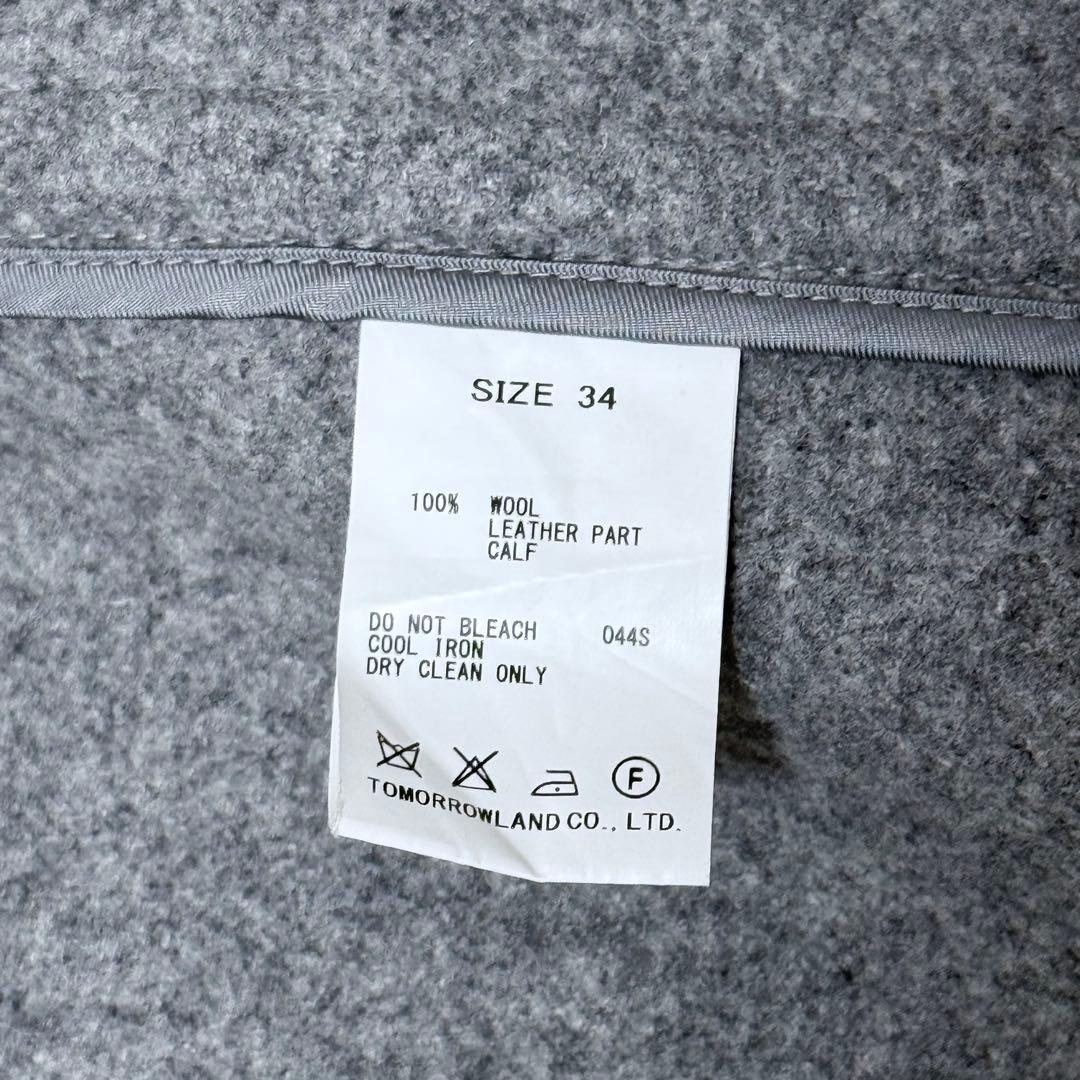 SIZE 34
100% WOOL
LEATHER PART
CALF
DO NOT BLEACH 044S
COOL IRON
DRY CLEAN ONLY
F
TOMORROWLAND CO., LTD.